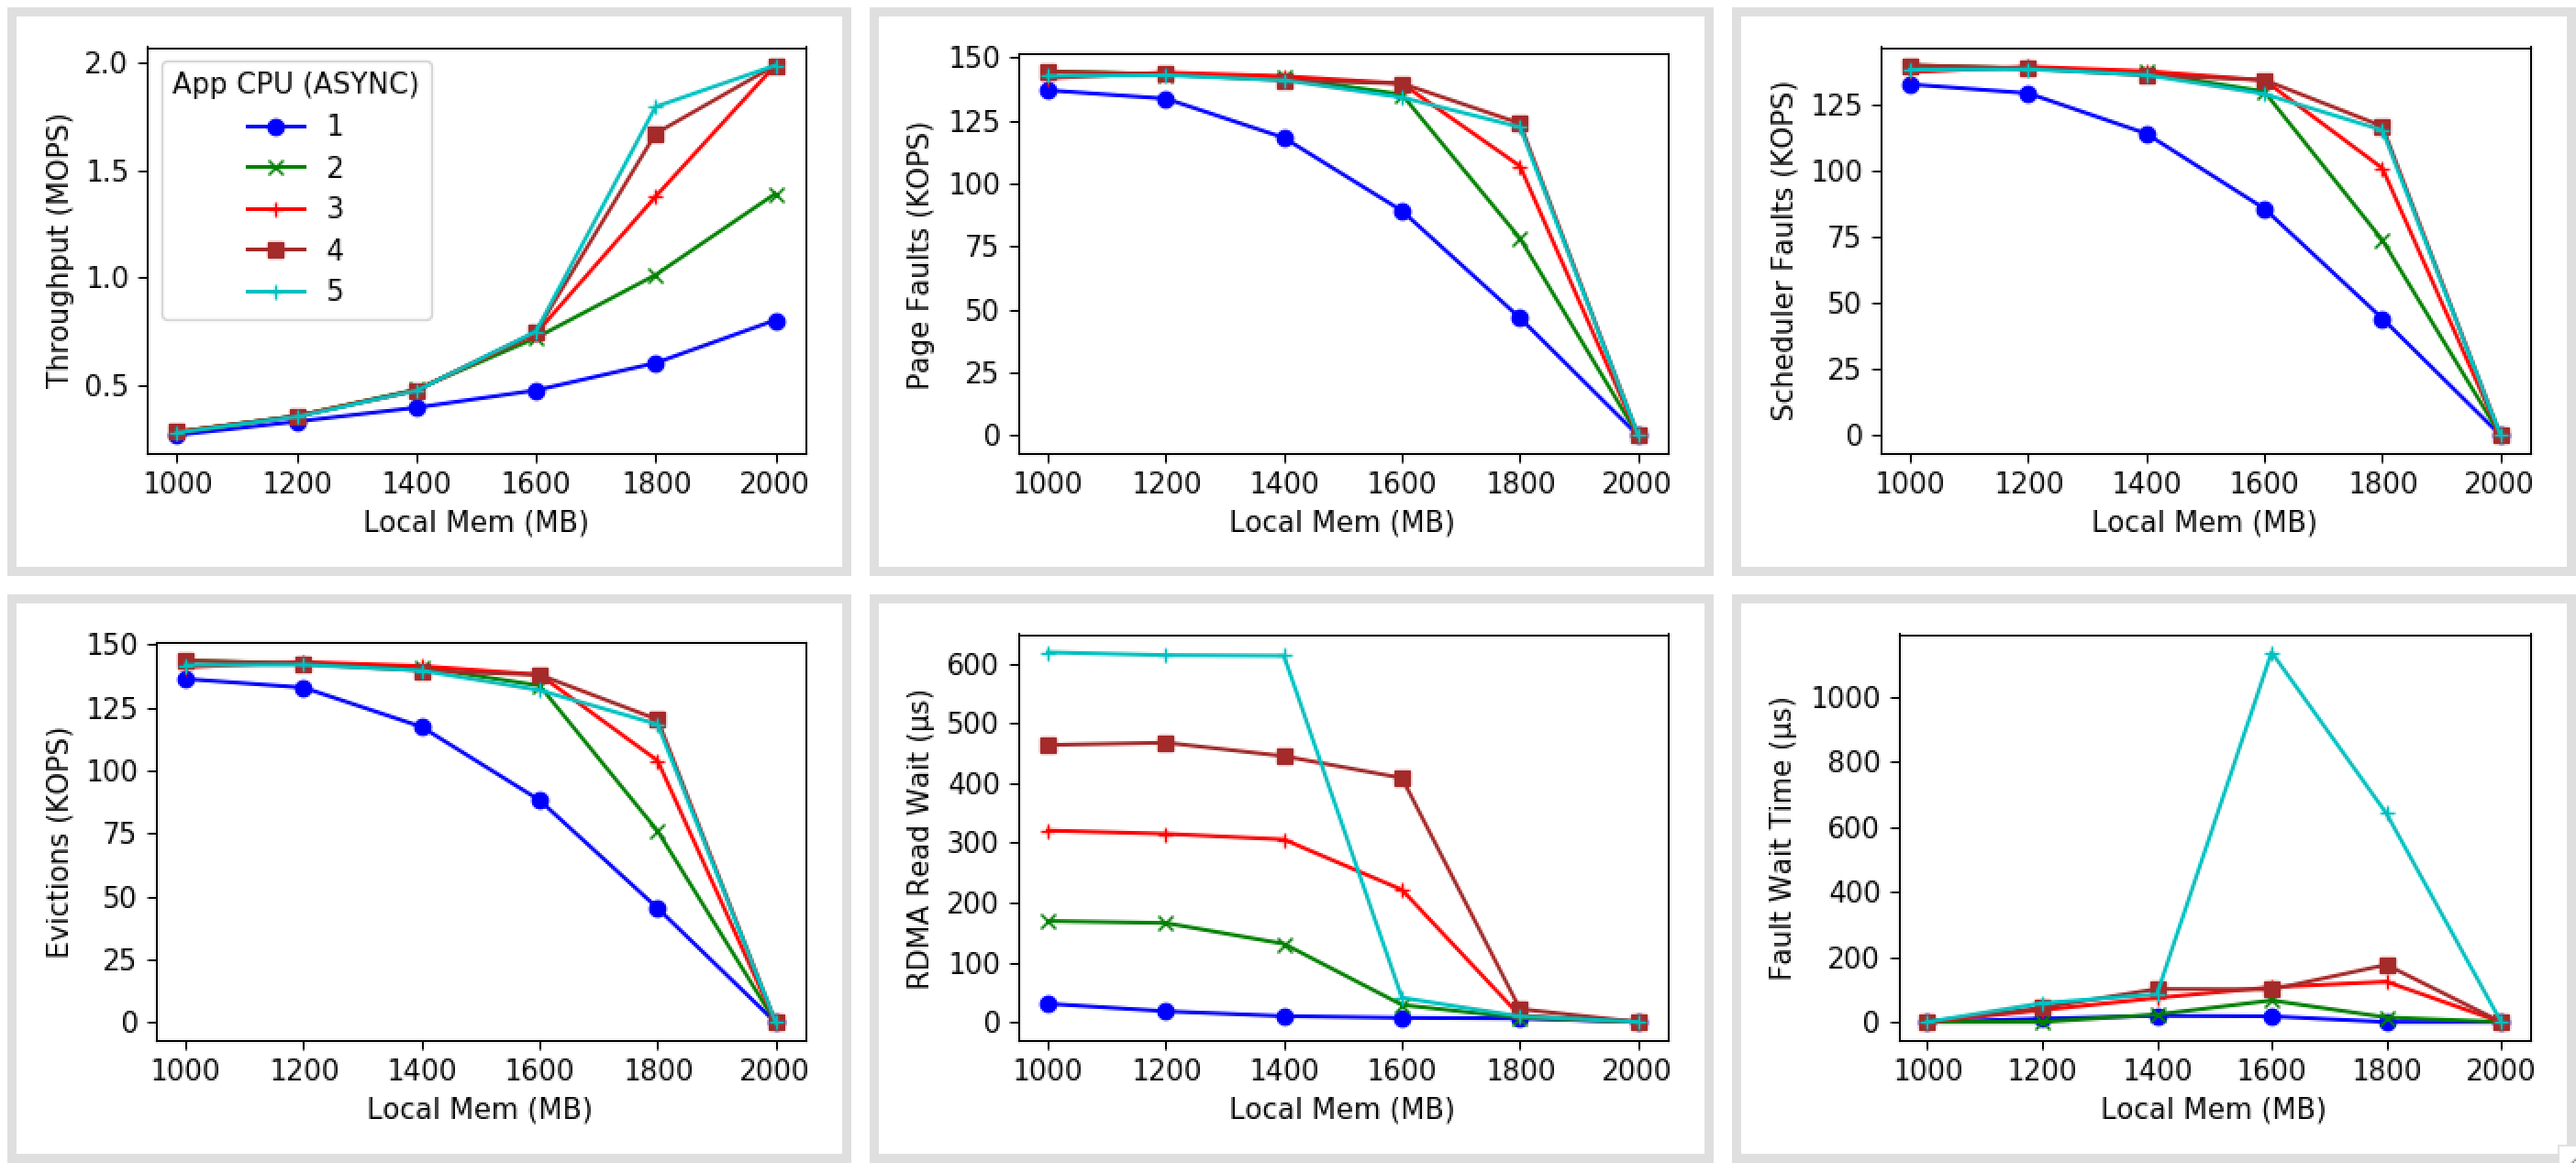 Throughput (MOPS)
2.0
1.5
1.0
0.5
App CPU (ASYNC)
1
2
3
4
5
1000 1200 1400 1600 1800 2000
Local Mem (MB)
Page Faults (KOPS)
150
125
100
75
50
25
0
1000 1200 1400 1600 1800 2000
Local Mem (MB)
Scheduler Faults (KOPS)
125
100
75
50
25
0
1000 1200 1400 1600 1800 2000
Local Mem (MB)
Evictions (KOPS)
150
125
100
75
50
25
0
1000 1200 1400 1600 1800 2000
Local Mem (MB)
RDMA Read Wait (µs)
600
500
400
300
200
100
0
1000 1200 1400 1600 1800 2000
Local Mem (MB)
Fault Wait Time (µs)
1000
800
600
400
200
0
1000 1200 1400 1600 1800 2000
Local Mem (MB)